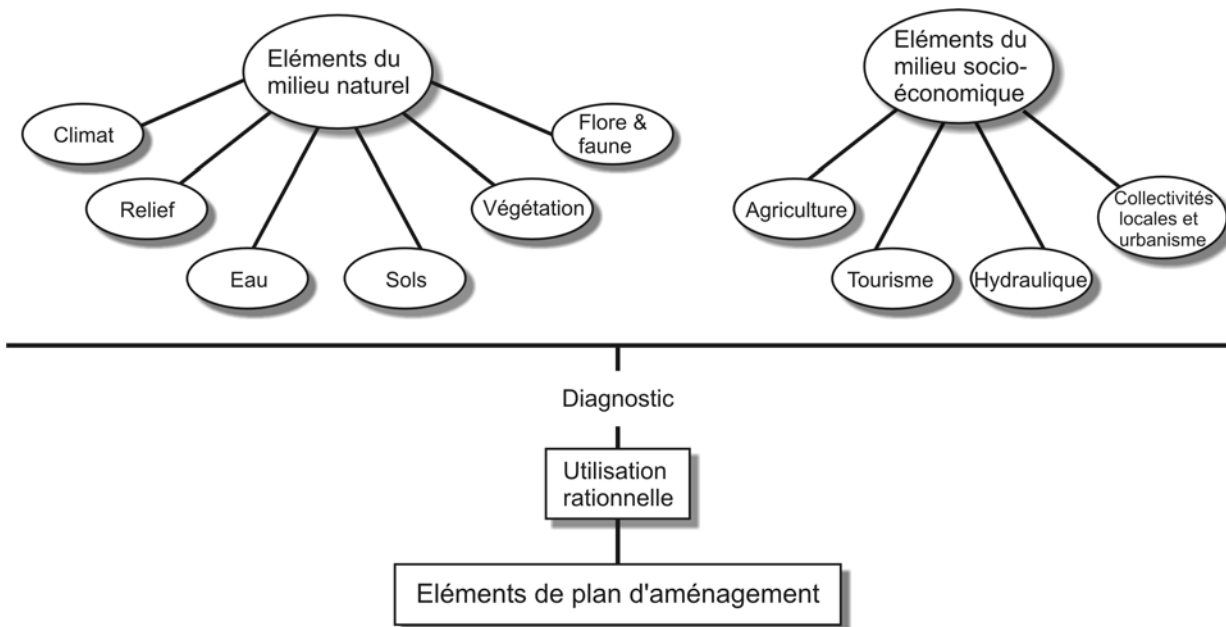 Eléments du
milieu naturel
Climat
Relief
Eau
Sols
Végétation
Flore &
faune
Eléments du
milieu socio-
économique
Agriculture
Tourisme
Hydraulique
Collectivités
locales et
urbanisme
Diagnostic
Utilisation
rationnelle
Eléments de plan d'aménagement